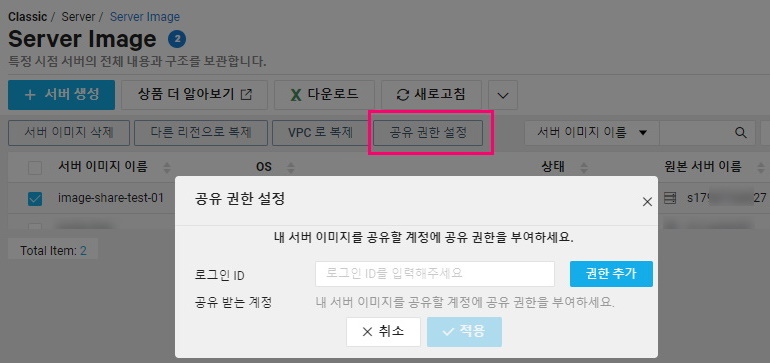 Classic / Server / Server Image
Server Image 2
특정 시점 서버의 전체 내용과 구조를 보관합니다.
+ 서버 생성 상품 더 알아보기 다운로드 새로고침
서버 이미지 삭제 다른 리전으로 복제 VPC 로 복제 공유 권한 설정 서버 이미지 이름
서버 이미지 이름 OS 상태 원본 서버 이름
image-share-test-01
Total Item: 2
공유 권한 설정
내 서버 이미지를 공유할 계정에 공유 권한을 부여하세요.
로그인 ID 로그인 ID를 입력해주세요 권한 추가
공유 받는 계정 내 서버 이미지를 공유할 계정에 공유 권한을 부여하세요.
취소 적용